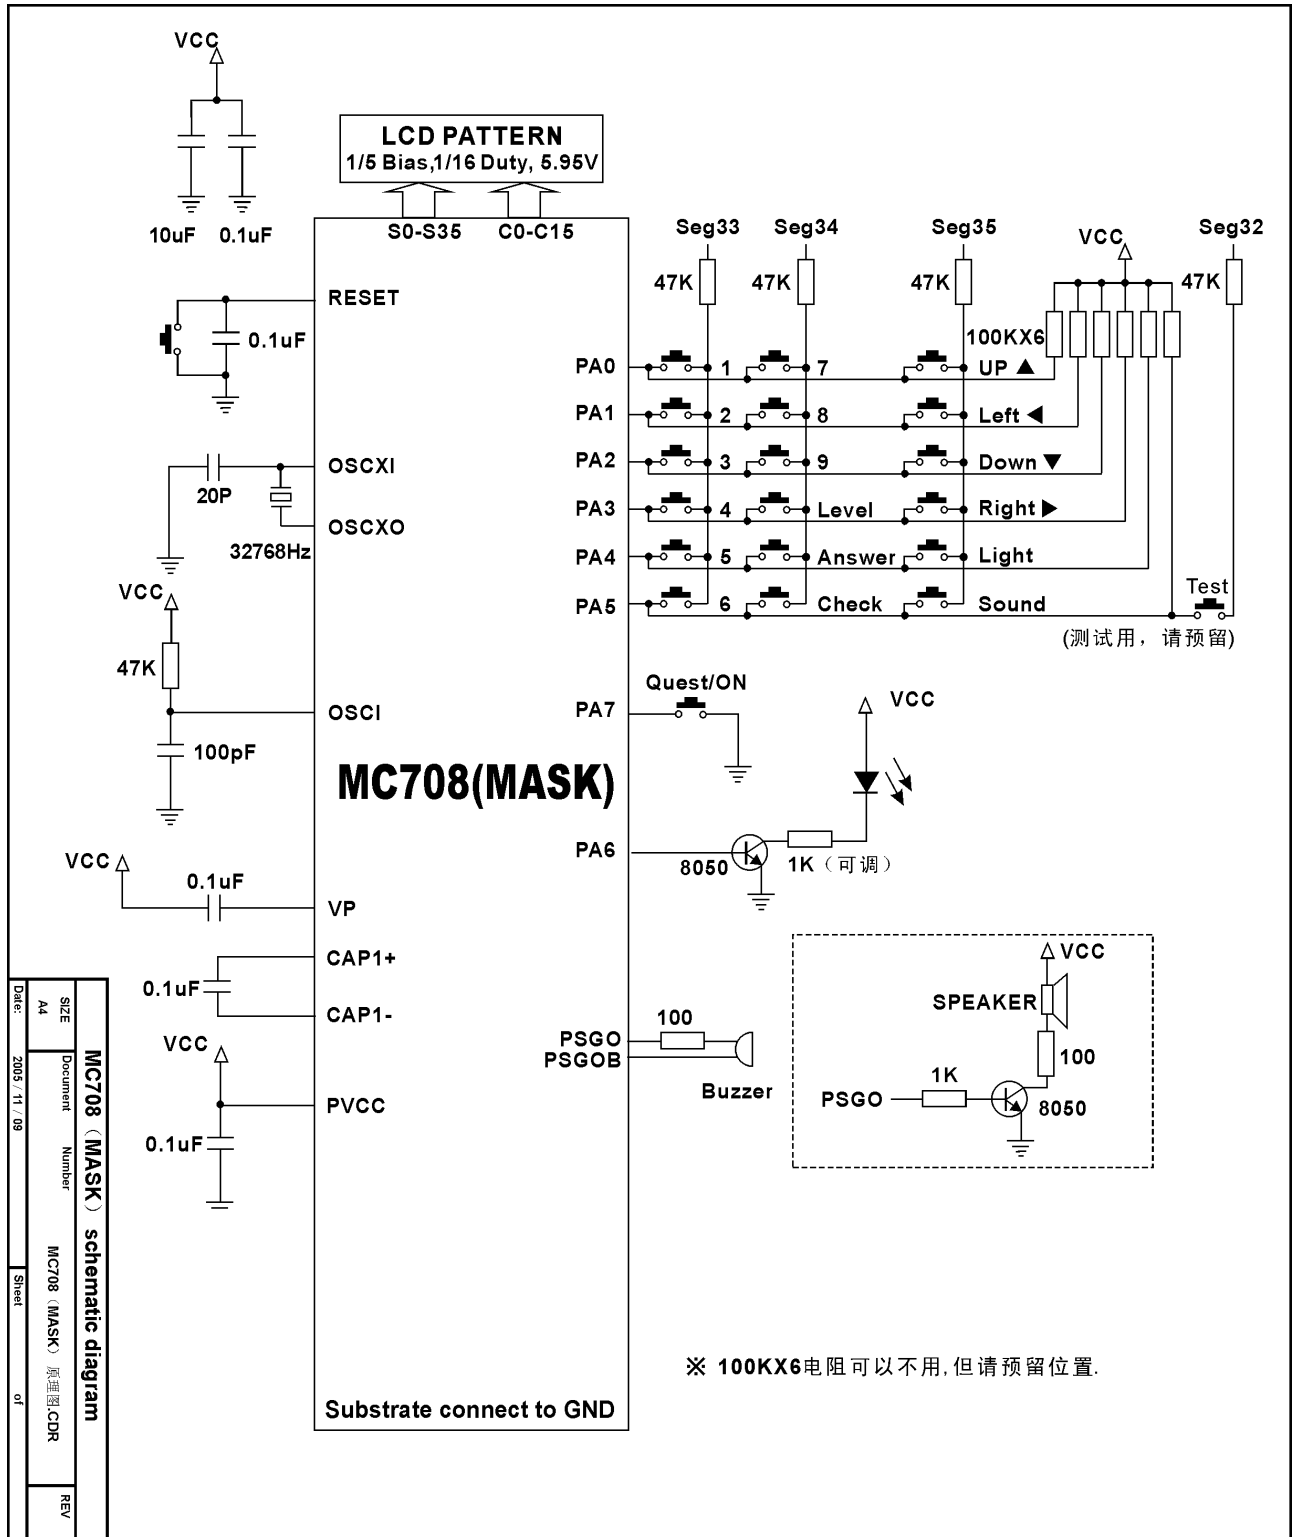 VCC
10uF 0.1uF
LCD PATTERN
1/5 Bias,1/16 Duty, 5.95V
S0-S35 C0-C15
RESET
0.1uF
OSCXI
20P
OSCXO
32768Hz
VCC
47K
OSCI
100pF
MC708(MASK)
VCC
0.1uF
VP
CAP1+
0.1uF
CAP1-
VCC
PVCC
0.1uF
Substrate connect to GND
Seg33 Seg34 Seg35 VCC Seg32
47K 47K 47K 47K
100KX6
PA0 1 7 UP ▲
PA1 2 8 Left ◀
PA2 3 9 Down ▼
PA3 4 Level Right ▶
PA4 5 Answer Light
PA5 6 Check Sound
Test
(测试用，请预留)
Quest/ON
PA7
VCC
PA6
8050
1K（可调）
PSGO
100
PSGOB
Buzzer
VCC
SPEAKER
100
1K
PSGO
8050
※ 100KX6电阻可以不用,但请预留位置.
MC708（MASK）schematic diagram
SIZE
A4
Document Number
MC708（MASK）原理图.CDR
REV
Date: 2005 / 11 / 09
Sheet of